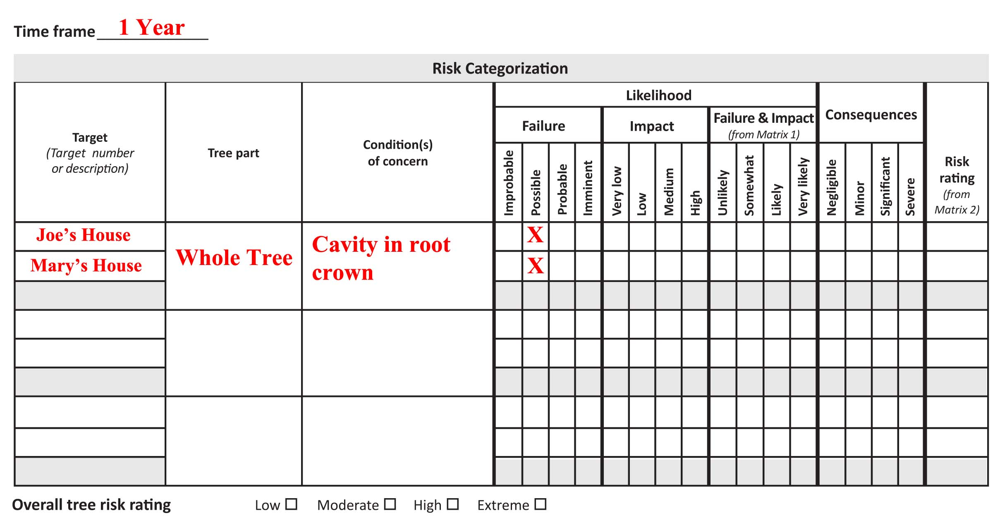 Time frame 1 Year
Risk Categorization
Likelihood
Failure
Impact
Failure & Impact
(from Matrix 1)
Consequences
Target
(Target number
or description)
Tree part
Condition(s)
of concern
Improbable
Possible
Probable
Imminent
Very low
Low
Medium
High
Unlikely
Somewhat
Likely
Very likely
Negligible
Minor
Significant
Severe
Risk
rating
(from
Matrix 2)
Joe’s House
Mary’s House
Whole Tree
Cavity in root
crown
X
X
Overall tree risk rating Low Moderate High Extreme